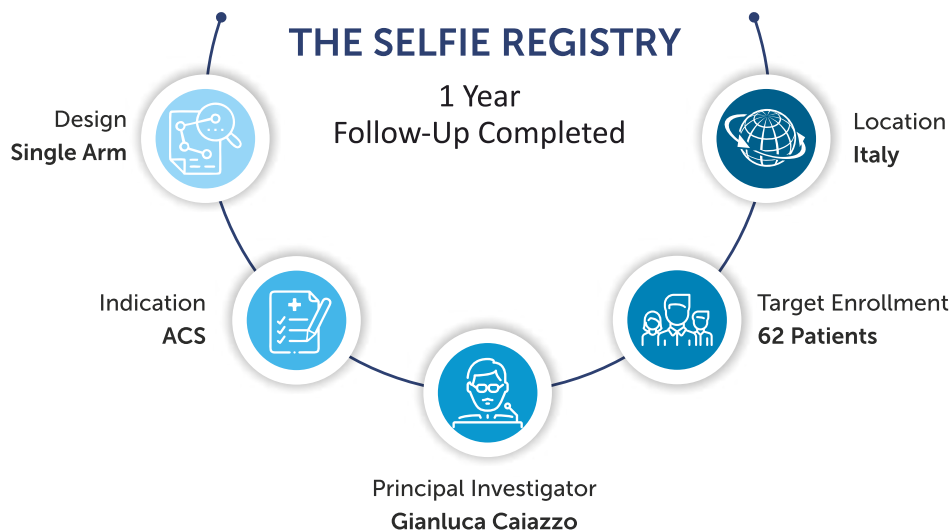 THE SELFIE REGISTRY
1 Year
Follow-Up Completed
Design
Single Arm
Indication
ACS
Principal Investigator
Gianluca Caiazzo
Target Enrollment
62 Patients
Location
Italy